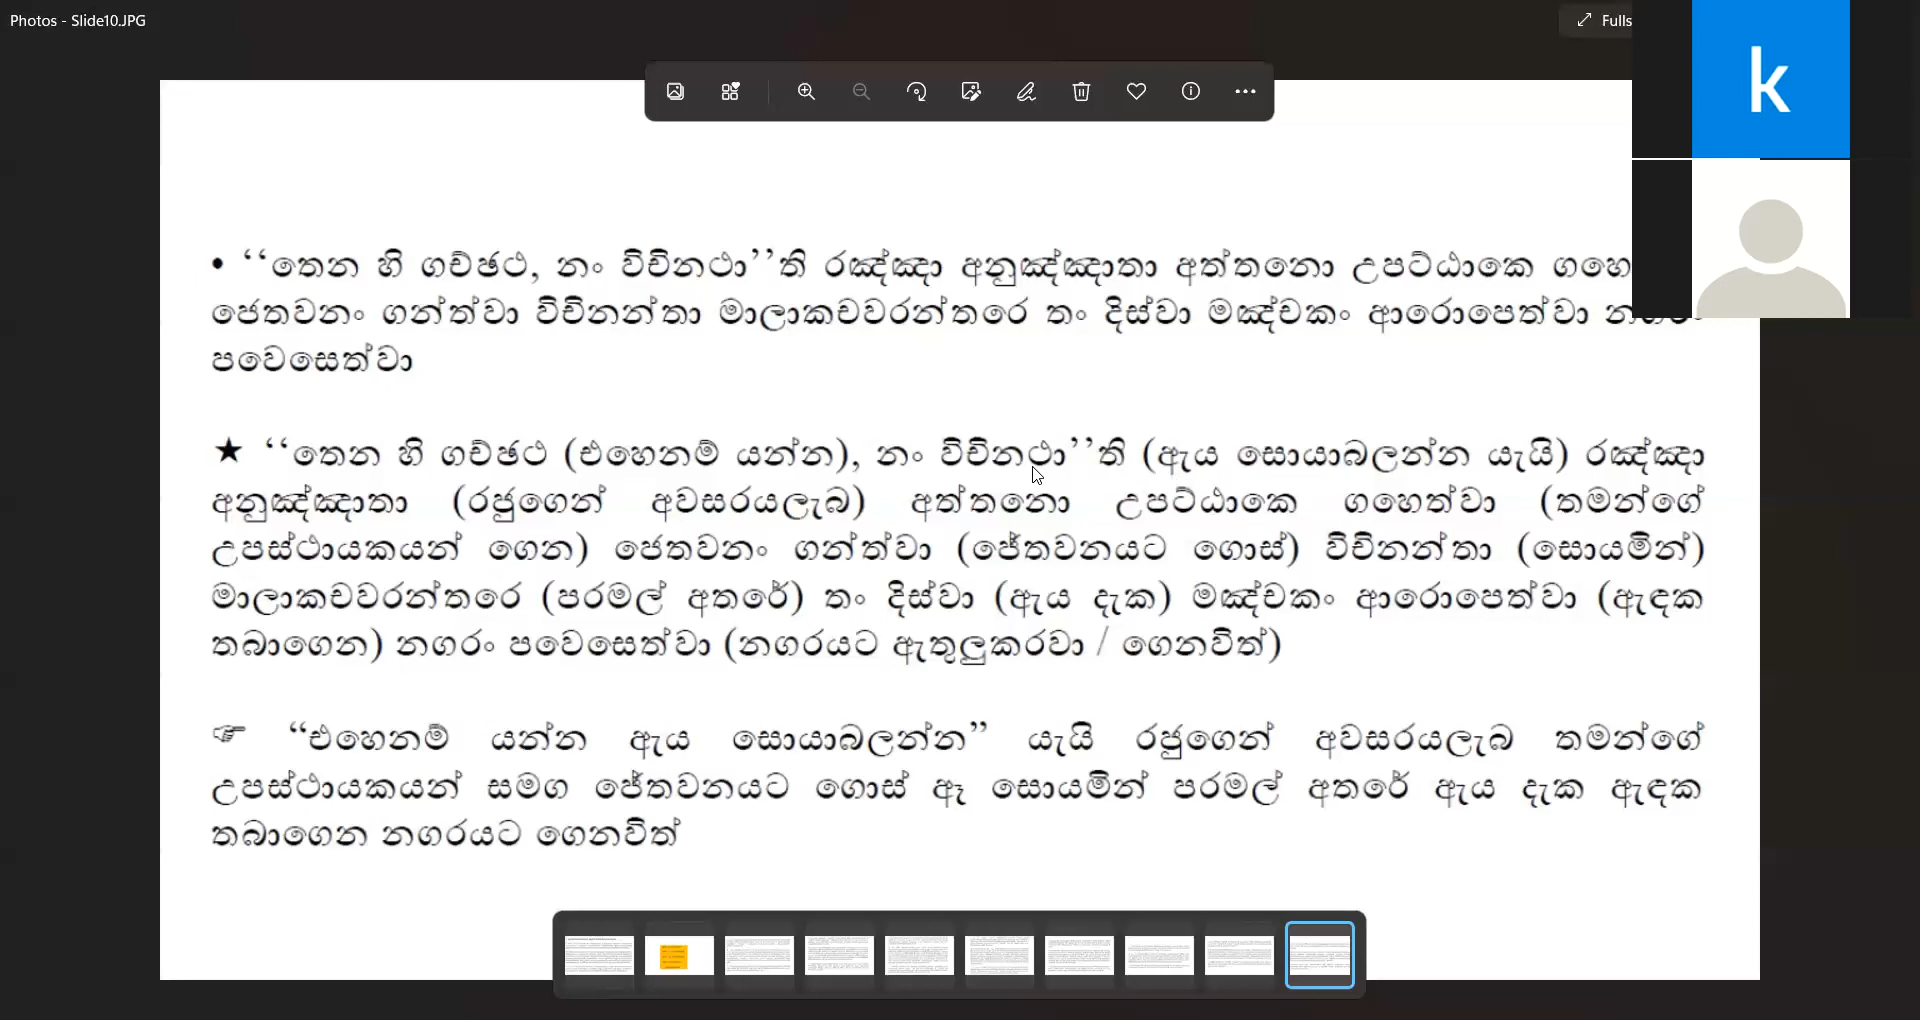 Photos - Slide10.JPG
Fulls
k
• ‘‘තෙන හි ගච්ඡථ, නං විචිනථා’’ති රඤ්ඤා අනුඤ්ඤාතා අත්තනො උපට්ඨාකෙ ගහෙ
ජෙතවනං ගන්ත්වා විචිනන්තා මාලාකචවරන්තරෙ තං දිස්වා මඤ්චකං ආරොපෙත්වා
පවෙසෙත්වා
★ ‘‘තෙන හි ගච්ඡථ (එහෙනම් යන්න), නං විචිනථා’’ති (ඇය සොයාබලන්න යැයි) රඤ්ඤා
අනුඤ්ඤාතා (රජුගෙන් අවසරයලැබ) අත්තනො උපට්ඨාකෙ ගහෙත්වා (තමන්ගේ
උපස්ථායකයන් ගෙන) ජෙතවනං ගන්ත්වා (ජේතවනයට ගොස්) විචිනන්තා (සොයමින්)
මාලාකචවරන්තරෙ (පරමල් අතරේ) තං දිස්වා (ඇය දැක) මඤ්චකං ආරොපෙත්වා (ඇඳක
තබාගෙන) නගරං පවෙසෙත්වා (නගරයට ඇතුලුකරවා / ගෙනවිත්)
☞ “එහෙනම් යන්න ඇය සොයාබලන්න” යැයි රජුගෙන් අවසරයලැබ තමන්ගේ
උපස්ථායකයන් සමග ජේතවනයට ගොස් ඈ සොයමින් පරමල් අතරේ ඇය දැක ඇඳක
තබාගෙන නගරයට ගෙනවිත්